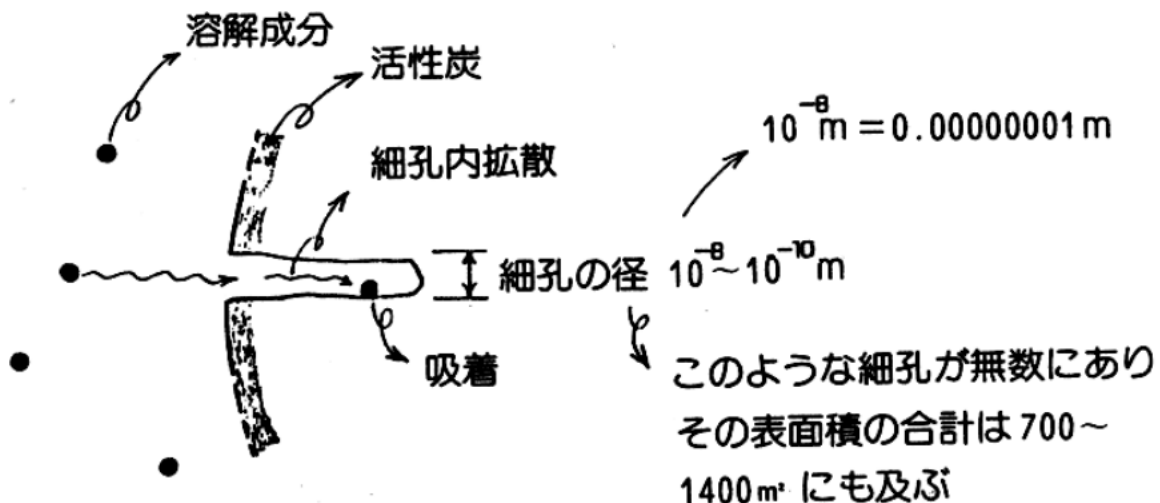 溶解成分
活性炭
10⁻⁸m＝0.00000001m
細孔内拡散
細孔の径 10⁻⁸～10⁻¹⁰m
吸着
このような細孔が無数にあり
その表面積の合計は700～
1400m² にも及ぶ